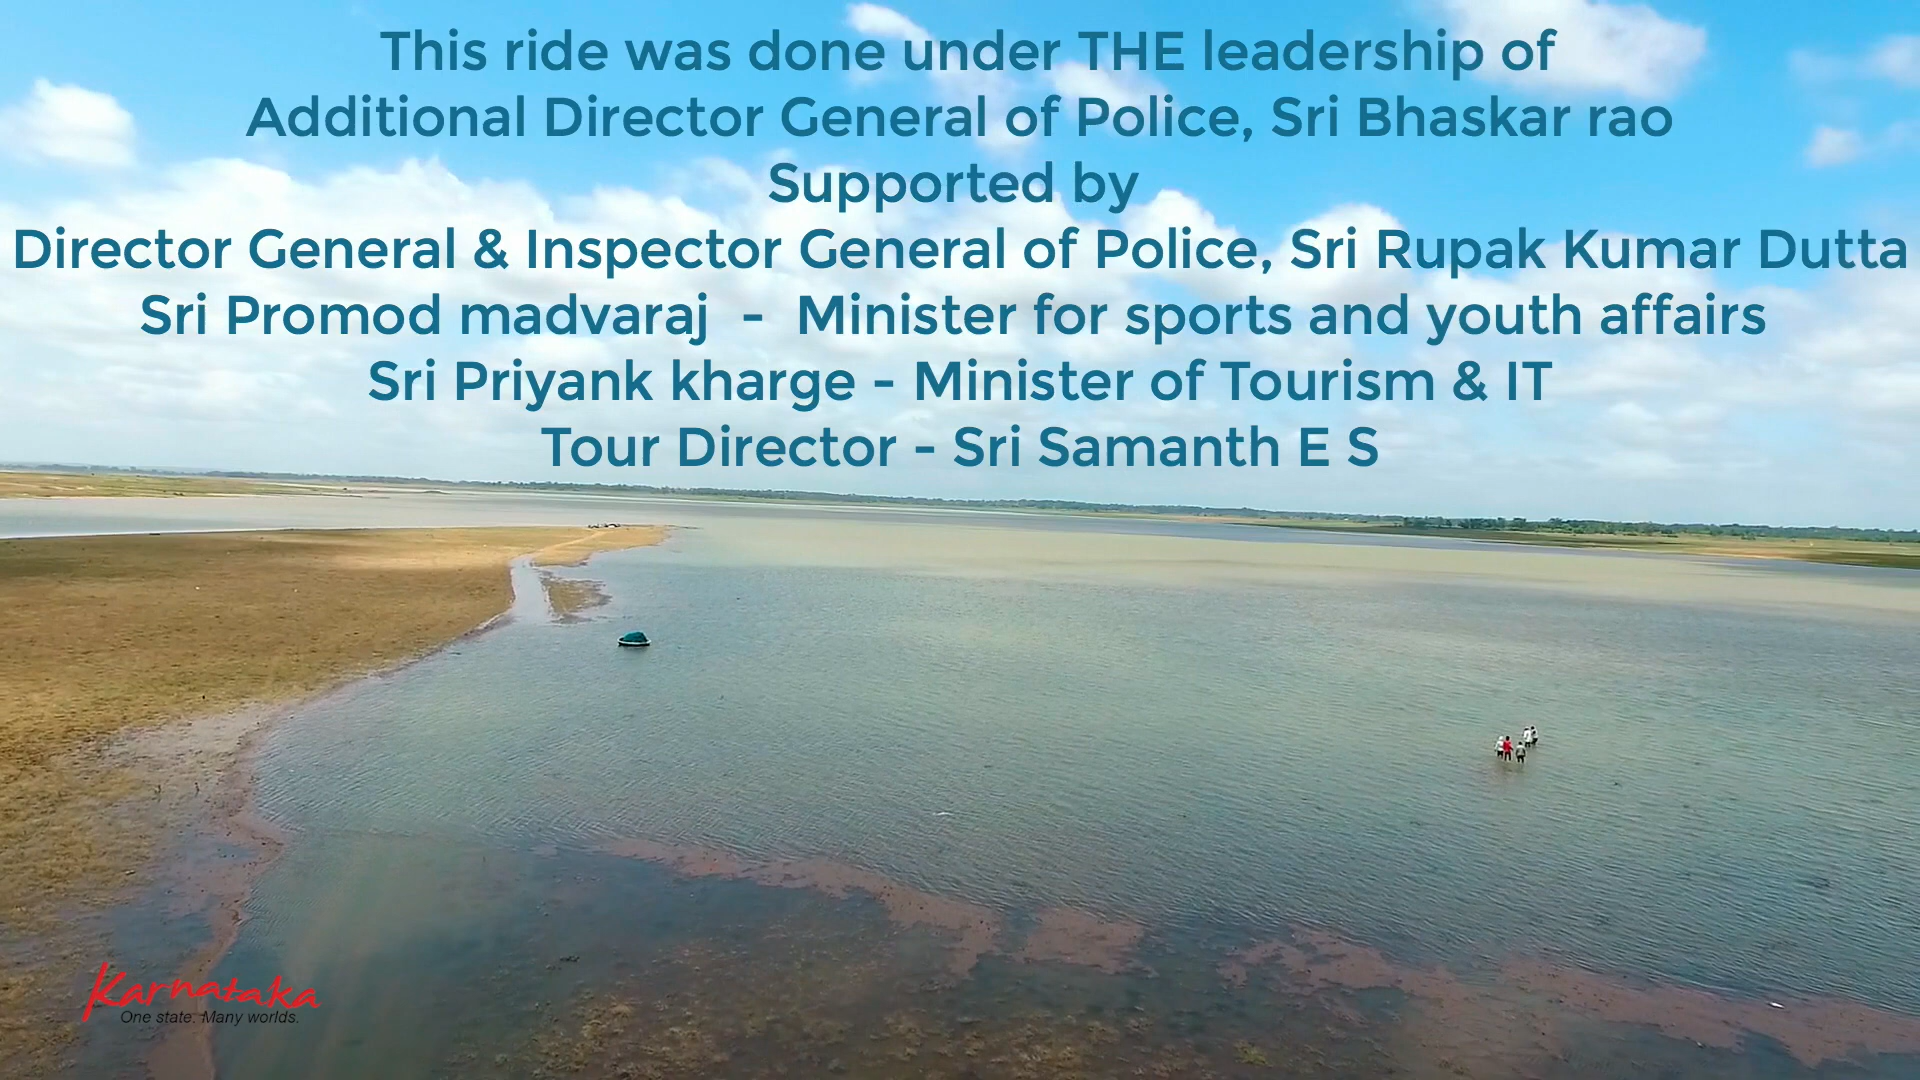 This ride was done under THE leadership of
Additional Director General of Police, Sri Bhaskar rao
Supported by
Director General & Inspector General of Police, Sri Rupak Kumar Dutta
Sri Promod madvaraj - Minister for sports and youth affairs
Sri Priyank kharge - Minister of Tourism & IT
Tour Director - Sri Samanth E S
Karnataka
One state. Many worlds.